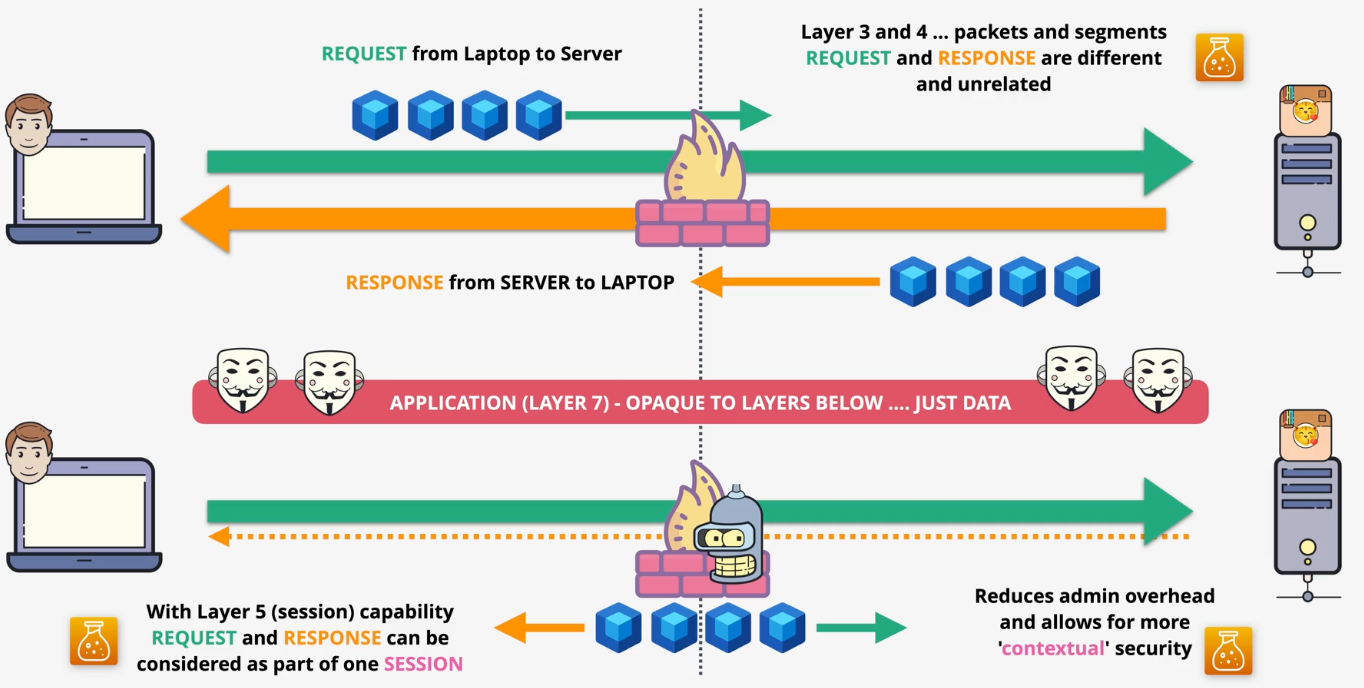 REQUEST from Laptop to Server
Layer 3 and 4 ... packets and segments
REQUEST and RESPONSE are different
and unrelated
RESPONSE from SERVER to LAPTOP
APPLICATION (LAYER 7) - OPAQUE TO LAYERS BELOW .... JUST DATA
With Layer 5 (session) capability
REQUEST and RESPONSE can be
considered as part of one SESSION
Reduces admin overhead
and allows for more
'contextual' security